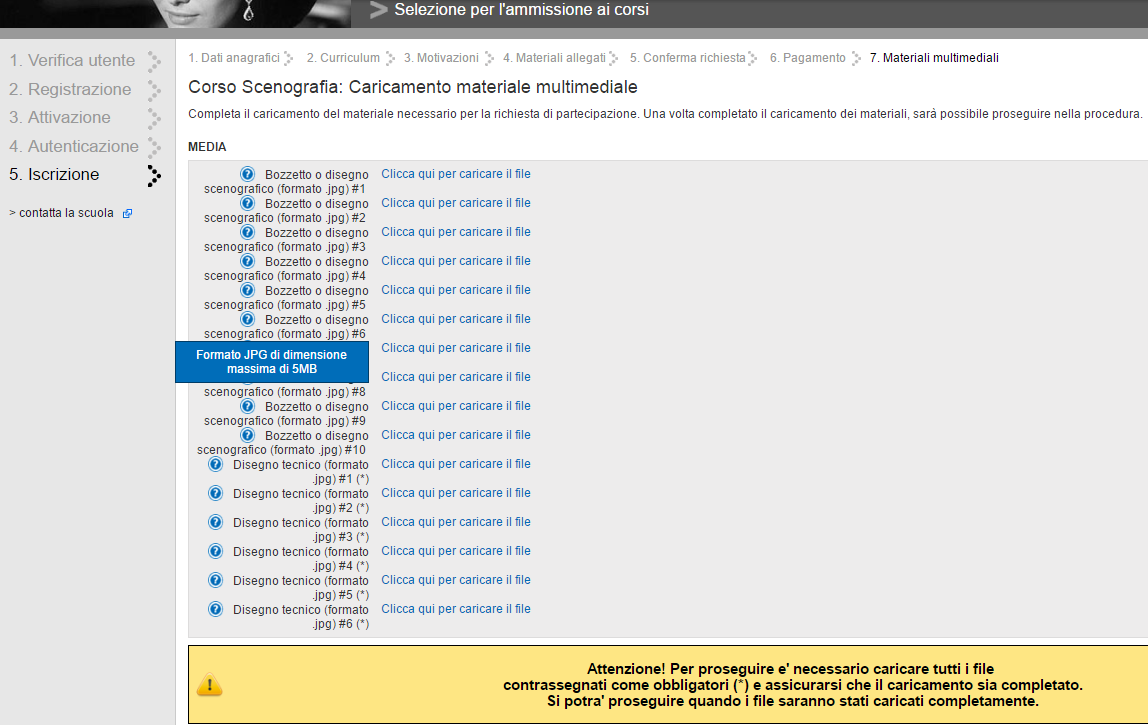 Selezione per l'ammissione ai corsi
1. Verifica utente
2. Registrazione
3. Attivazione
4. Autenticazione
5. Iscrizione
> contatta la scuola
1. Dati anagrafici 2. Curriculum 3. Motivazioni 4. Materiali allegati 5. Conferma richiesta 6. Pagamento 7. Materiali multimediali
Corso Scenografia: Caricamento materiale multimediale
Completa il caricamento del materiale necessario per la richiesta di partecipazione. Una volta completato il caricamento dei materiali, sarà possibile proseguire nella procedura.
MEDIA
Bozzetto o disegno Clicca qui per caricare il file
scenografico (formato .jpg) #1
Bozzetto o disegno Clicca qui per caricare il file
scenografico (formato .jpg) #2
Bozzetto o disegno Clicca qui per caricare il file
scenografico (formato .jpg) #3
Bozzetto o disegno Clicca qui per caricare il file
scenografico (formato .jpg) #4
Bozzetto o disegno Clicca qui per caricare il file
scenografico (formato .jpg) #5
Bozzetto o disegno Clicca qui per caricare il file
scenografico (formato .jpg) #6
Clicca qui per caricare il file
Formato JPG di dimensione
massima di 5MB
Clicca qui per caricare il file
scenografico (formato .jpg) #8
Bozzetto o disegno Clicca qui per caricare il file
scenografico (formato .jpg) #9
Bozzetto o disegno Clicca qui per caricare il file
scenografico (formato .jpg) #10
Disegno tecnico (formato Clicca qui per caricare il file
.jpg) #1 (*)
Disegno tecnico (formato Clicca qui per caricare il file
.jpg) #2 (*)
Disegno tecnico (formato Clicca qui per caricare il file
.jpg) #3 (*)
Disegno tecnico (formato Clicca qui per caricare il file
.jpg) #4 (*)
Disegno tecnico (formato Clicca qui per caricare il file
.jpg) #5 (*)
Disegno tecnico (formato Clicca qui per caricare il file
.jpg) #6 (*)
Attenzione! Per proseguire e' necessario caricare tutti i file
contrassegnati come obbligatori (*) e assicurarsi che il caricamento sia completato.
Si potra' proseguire quando i file saranno stati caricati completamente.